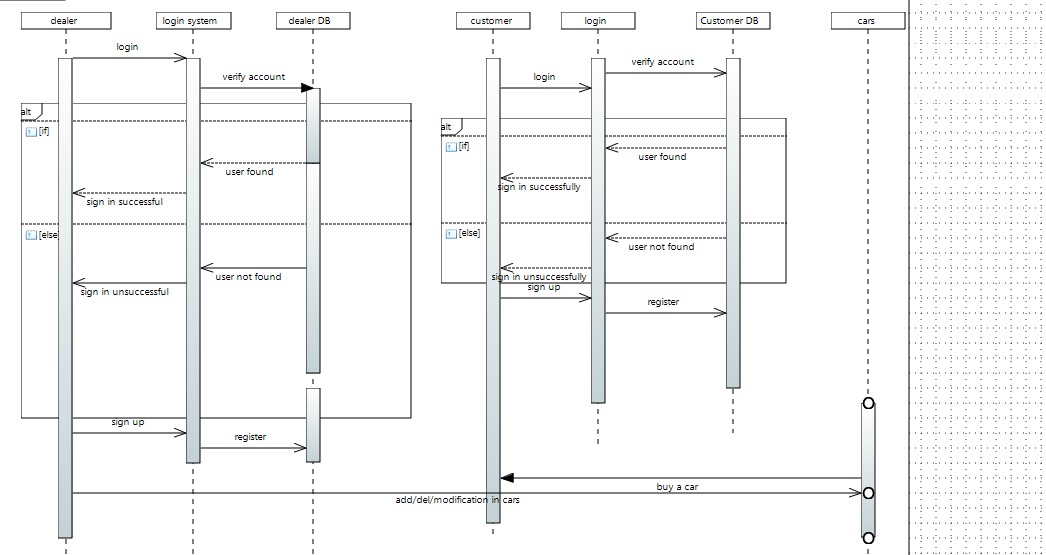 dealer
login system
dealer DB
customer
login
Customer DB
cars
login
verify account
verify account
login
alt
[if]
user found
sign in successful
[else]
user not found
sign in unsuccessful
sign up
register
alt
[if]
user found
sign in successfully
[else]
user not found
sign in unsuccessfully
sign up
register
buy a car
add/del/modification in cars